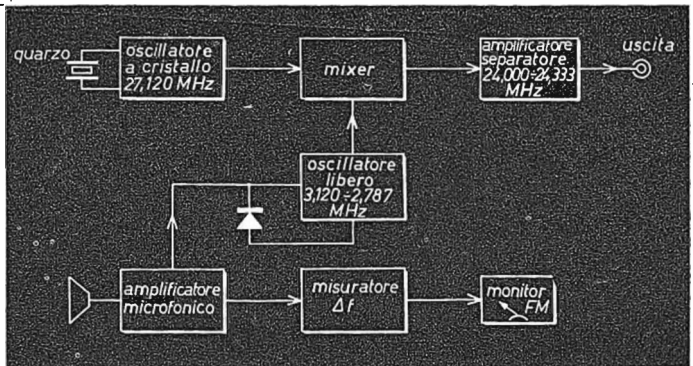 quarzo
oscillatore
a cristallo
27,120 MHz
mixer
amplificatore
separatore
24,000÷24,333
MHz
uscita
oscillatore
libero
3,120÷2,787
MHz
amplificatore
microfonico
misuratore
Δf
monitor
FM